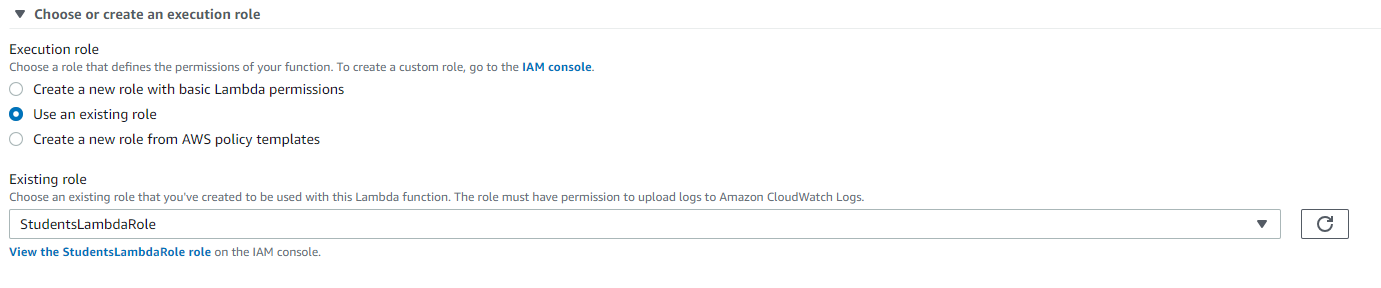 Choose or create an execution role
Execution role
Choose a role that defines the permissions of your function. To create a custom role, go to the IAM console.
Create a new role with basic Lambda permissions
Use an existing role
Create a new role from AWS policy templates
Existing role
Choose an existing role that you've created to be used with this Lambda function. The role must have permission to upload logs to Amazon CloudWatch Logs.
StudentsLambdaRole
View the StudentsLambdaRole role on the IAM console.